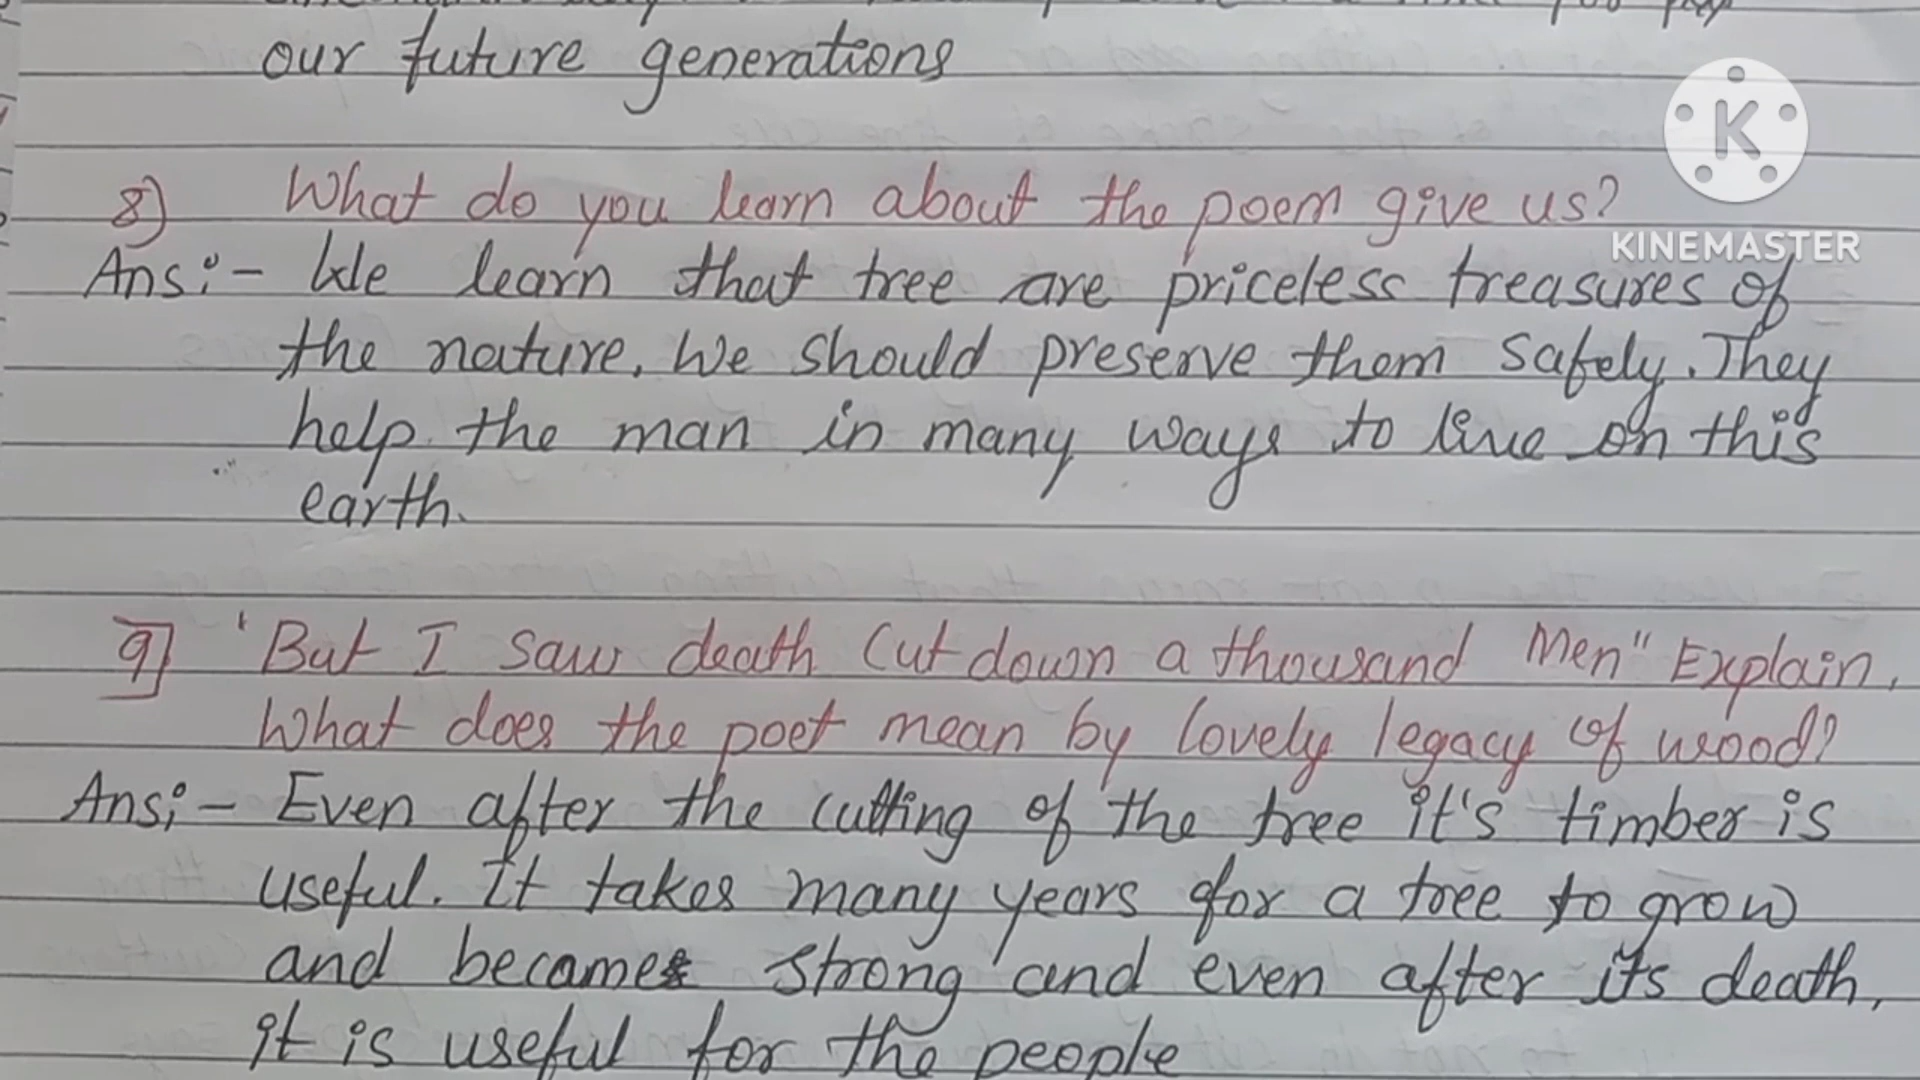 our future generations
K
KINEMASTER
8) What do you learn about the poem give us?
Ans:- We learn that tree are priceless treasures of
the nature. We should preserve them safely. They
help the man in many ways to live on this
earth.
9] 'But I saw death Cut down a thousand Men" Explain.
What does the poet mean by lovely legacy of wood?
Ans;- Even after the cutting of the tree it's timber is
useful. It takes many years for a tree to grow
and becomes strong and even after its death,
it is useful for the people